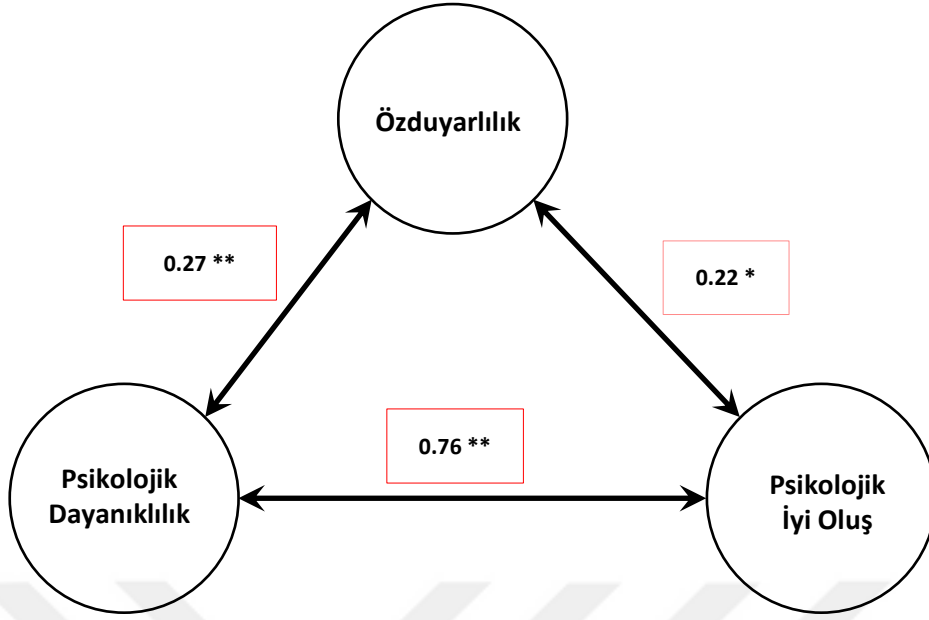 Özduyarlılık
0.27 **
0.22 *
0.76 **
Psikolojik
Dayanıklılık
Psikolojik
İyi Oluş